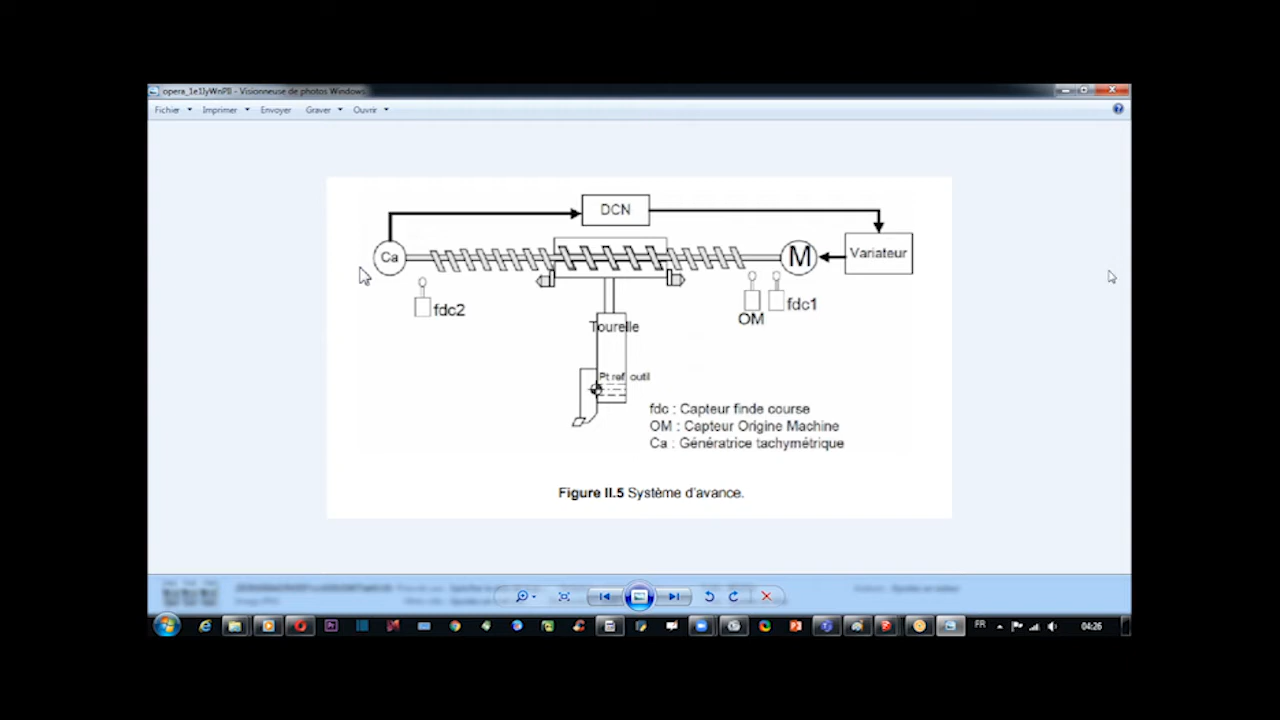 opera_1e1JyWnPIl - Visionneuse de photos Windows
Fichier Imprimer Envoyer Graver Ouvrir
DCN
Ca
M
Variateur
fdc2
fdc1
OM
Tourelle
Pt ref outil
fdc : Capteur finde course
OM : Capteur Origine Machine
Ca : Génératrice tachymétrique
Figure II.5 Système d'avance.
FR
04:26